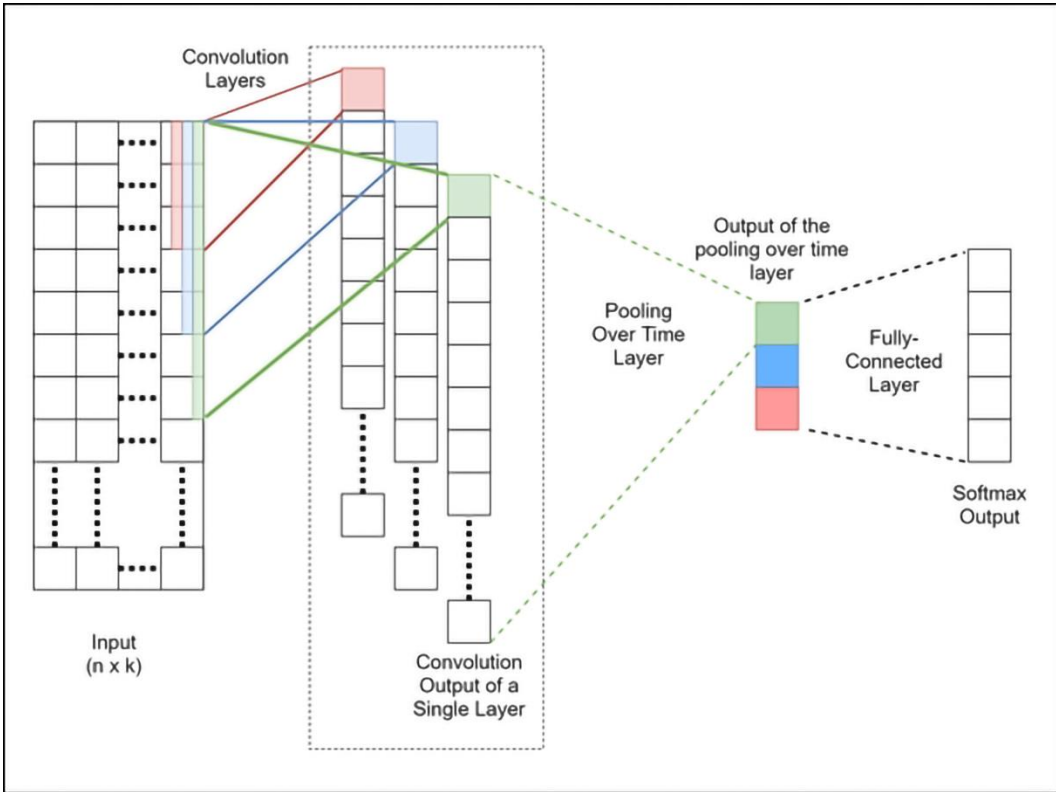 Convolution
Layers
Output of the
pooling over time
layer
Pooling
Over Time
Layer
Fully-
Connected
Layer
Softmax
Output
Input
(n x k)
Convolution
Output of a
Single Layer